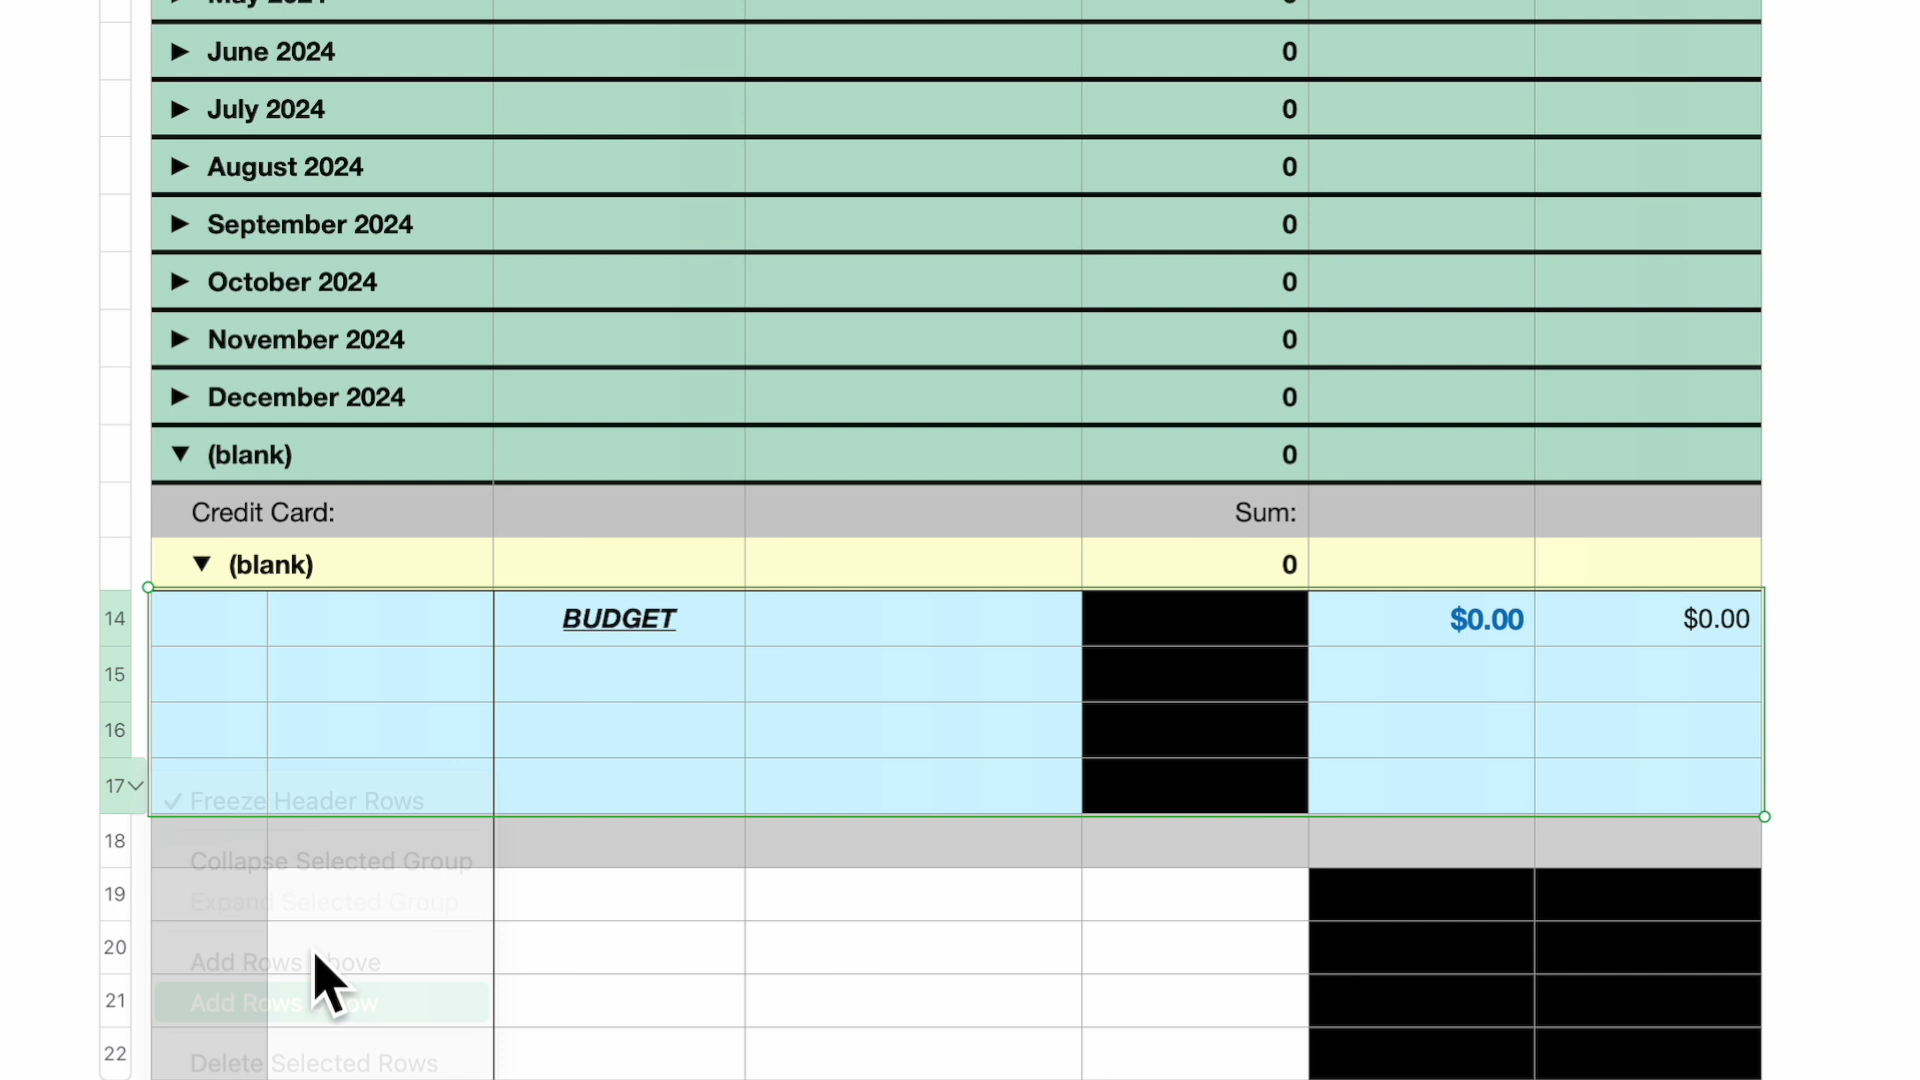 May 2024 0
June 2024 0
July 2024 0
August 2024 0
September 2024 0
October 2024 0
November 2024 0
December 2024 0
(blank) 0
Credit Card: Sum:
(blank) 0
14 BUDGET $0.00 $0.00
15
16
17
Freeze Header Rows
18
Collapse Selected Group
19
Expand Selected Group
20
Add Rows
21
Add Rows
22
Delete Selected Rows